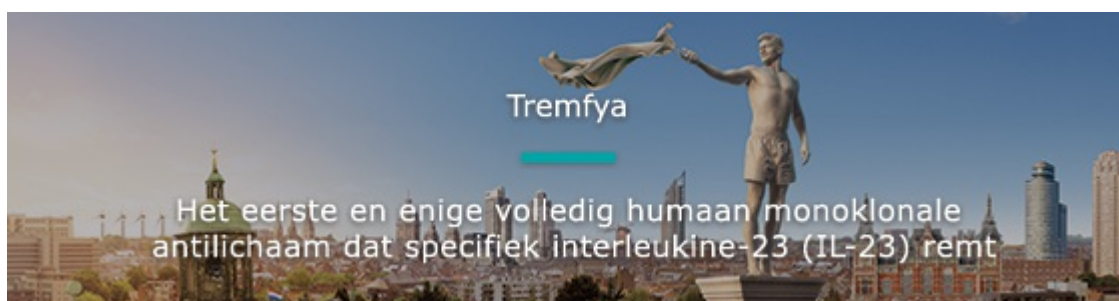 Tremfya
Het eerste en enige volledig humaan monoklonale
antilichaam dat specifiek interleukine-23 (IL-23) remt